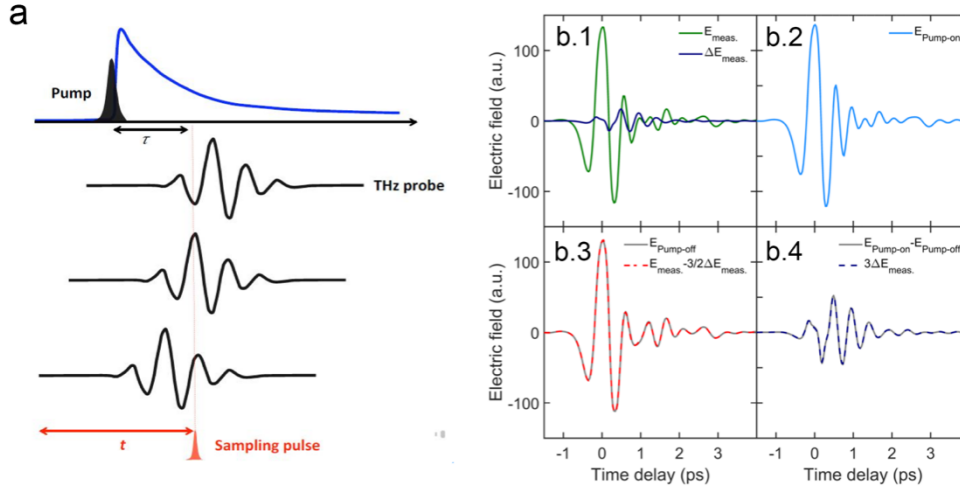 a
Pump
τ
THz probe
t
Sampling pulse
b.1
E_meas.
ΔE_meas.
b.2
E_Pump-on
b.3
E_Pump-off
E_meas.-3/2ΔE_meas.
b.4
E_Pump-on-E_Pump-off
3ΔE_meas.
Electric field (a.u.)
100
0
-100
Electric field (a.u.)
100
0
-100
-1 0 1 2 3
Time delay (ps)
-1 0 1 2 3
Time delay (ps)